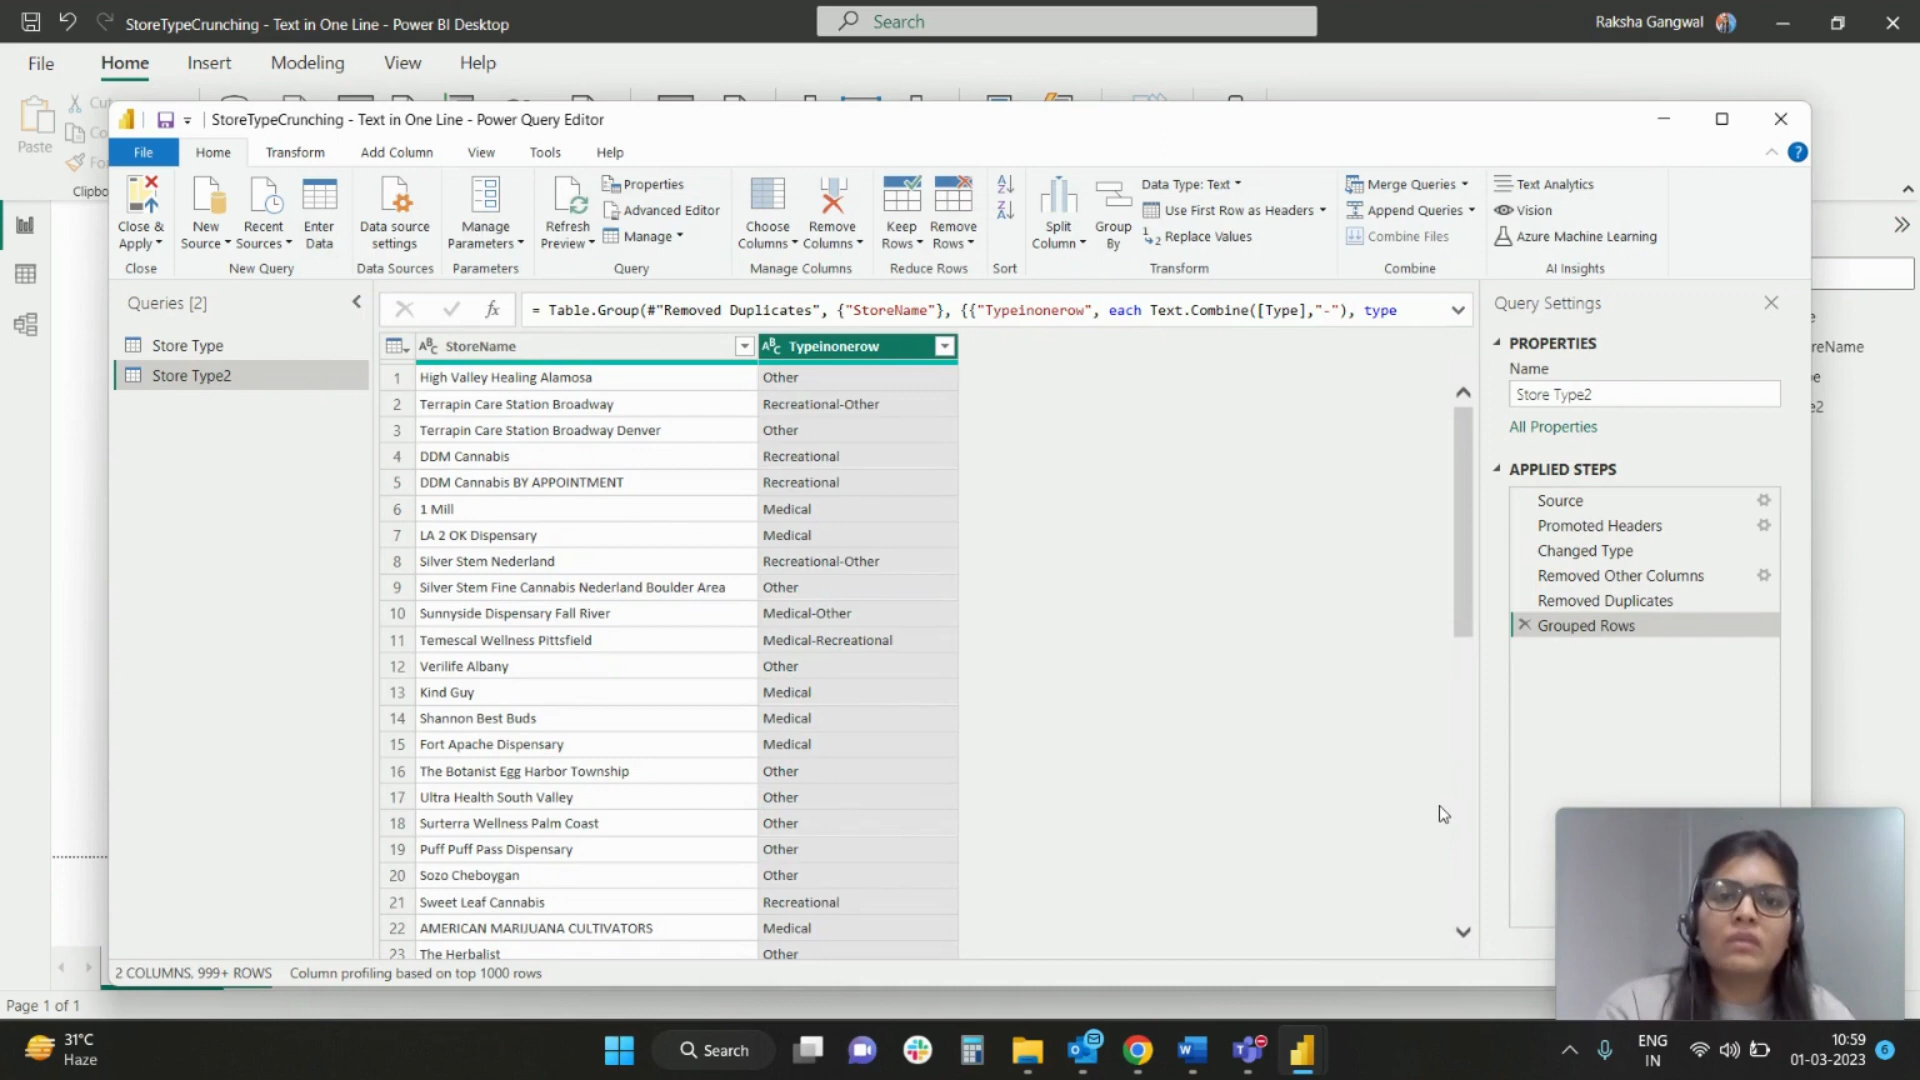 StoreTypeCrunching - Text in One Line - Power BI Desktop
Search
Raksha Gangwal
File
Home
Insert
Modeling
View
Help
Paste
StoreTypeCrunching - Text in One Line - Power Query Editor
File
Home
Transform
Add Column
View
Tools
Help
Close & Apply
New Source
Recent Sources
Enter Data
Data source settings
Manage Parameters
Refresh Preview
Properties
Advanced Editor
Manage
Choose Columns
Remove Columns
Keep Rows
Remove Rows
Split Column
Group By
Data Type: Text
Use First Row as Headers
Replace Values
Merge Queries
Append Queries
Combine Files
Text Analytics
Vision
Azure Machine Learning
Close
New Query
Data Sources
Parameters
Query
Manage Columns
Reduce Rows
Sort
Transform
Combine
AI Insights
Queries [2]
Store Type
Store Type2
= Table.Group(#"Removed Duplicates", {"StoreName"}, {{"Typeinonerow", each Text.Combine([Type],"-"), type
StoreName Typeinonerow
1 High Valley Healing Alamosa Other
2 Terrapin Care Station Broadway Recreational-Other
3 Terrapin Care Station Broadway Denver Other
4 DDM Cannabis Recreational
5 DDM Cannabis BY APPOINTMENT Recreational
6 1 Mill Medical
7 LA 2 OK Dispensary Medical
8 Silver Stem Nederland Recreational-Other
9 Silver Stem Fine Cannabis Nederland Boulder Area Other
10 Sunnyside Dispensary Fall River Medical-Other
11 Temescal Wellness Pittsfield Medical-Recreational
12 Verilife Albany Other
13 Kind Guy Medical
14 Shannon Best Buds Medical
15 Fort Apache Dispensary Medical
16 The Botanist Egg Harbor Township Other
17 Ultra Health South Valley Other
18 Surterra Wellness Palm Coast Other
19 Puff Puff Pass Dispensary Other
20 Sozo Cheboygan Other
21 Sweet Leaf Cannabis Recreational
22 AMERICAN MARIJUANA CULTIVATORS Medical
23 The Herbalist Other
Query Settings
PROPERTIES
Name
Store Type2
All Properties
APPLIED STEPS
Source
Promoted Headers
Changed Type
Removed Other Columns
Removed Duplicates
Grouped Rows
2 COLUMNS, 999+ ROWS
Column profiling based on top 1000 rows
Page 1 of 1
31°C
Haze
Search
ENG
IN
10:59
01-03-2023
6